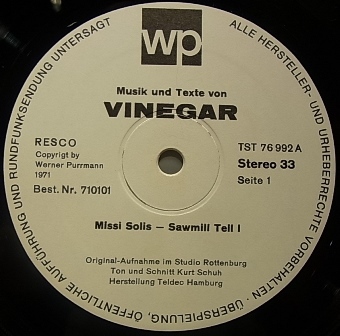 wp
Musik und Texte von
VINEGAR
RESCO
Copyrigt by
Werner Purrmann
1971
Best. Nr. 710101
TST 76 992 A
Stereo 33
Seite 1
Missi Solis – Sawmill Teil I
Original-Aufnahme im Studio Rottenburg
Ton und Schnitt Kurt Schuh
Herstellung Teldec Hamburg
ALLE HERSTELLER- UND URHEBERRECHTE VORBEHALTEN · ÜBERSPIELUNG, ÖFFENTLICHE AUFFÜHRUNG UND RUNDFUNKSENDUNG UNTERSAGT